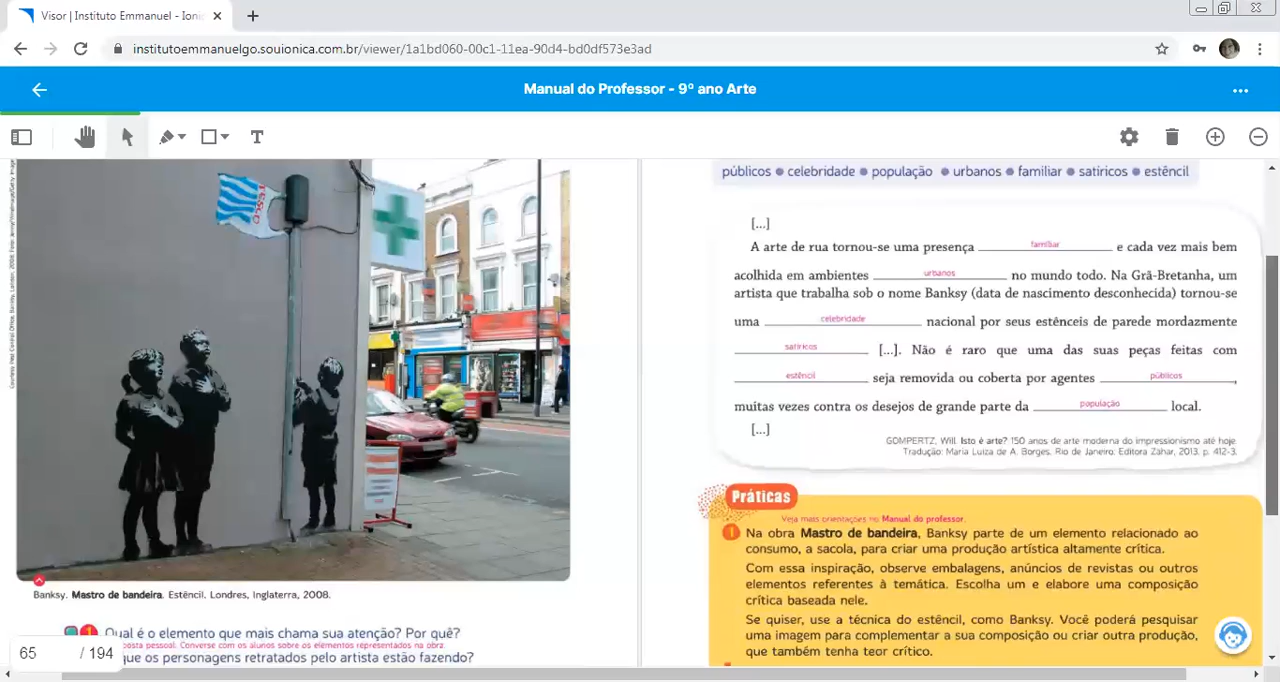 Visor | Instituto Emmanuel - Ionic
institutoemmanuelgo.souionica.com.br/viewer/1a1bd060-00c1-11ea-90d4-bd0df573e3ad
Manual do Professor - 9º ano Arte
Banksy. Mastro de bandeira. Estêncil. Londres, Inglaterra, 2008.
1 Qual é o elemento que mais chama sua atenção? Por quê?
posta pessoal. Converse com os alunos sobre os elementos representados na obra.
que os personagens retratados pelo artista estão fazendo?
65 / 194
públicos ● celebridade ● população ● urbanos ● familiar ● satíricos ● estêncil
[...]
A arte de rua tornou-se uma presença familiar e cada vez mais bem
acolhida em ambientes urbanos no mundo todo. Na Grã-Bretanha, um
artista que trabalha sob o nome Banksy (data de nascimento desconhecida) tornou-se
uma celebridade nacional por seus estênceis de parede mordazmente
satíricos [...]. Não é raro que uma das suas peças feitas com
estêncil seja removida ou coberta por agentes públicos,
muitas vezes contra os desejos de grande parte da população local.
[...]
GOMPERTZ, Will. Isto é arte? 150 anos de arte moderna do impressionismo até hoje.
Tradução: Maria Luiza de A. Borges. Rio de Janeiro: Editora Zahar, 2013. p. 412-3.
Práticas
Veja mais orientações no Manual do professor.
1 Na obra Mastro de bandeira, Banksy parte de um elemento relacionado ao
consumo, a sacola, para criar uma produção artística altamente crítica.
Com essa inspiração, observe embalagens, anúncios de revistas ou outros
elementos referentes à temática. Escolha um e elabore uma composição
crítica baseada nele.
Se quiser, use a técnica do estêncil, como Banksy. Você poderá pesquisar
uma imagem para complementar a sua composição ou criar outra produção,
que também tenha teor crítico.